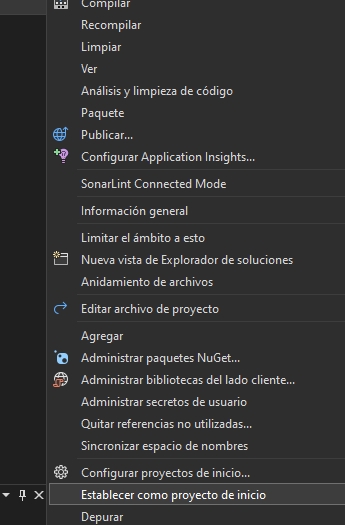 Compilar
Recompilar
Limpiar
Ver
Análisis y limpieza de código
Paquete
Publicar...
Configurar Application Insights...
SonarLint Connected Mode
Información general
Limitar el ámbito a esto
Nueva vista de Explorador de soluciones
Anidamiento de archivos
Editar archivo de proyecto
Agregar
Administrar paquetes NuGet...
Administrar bibliotecas del lado cliente...
Administrar secretos de usuario
Quitar referencias no utilizadas...
Sincronizar espacio de nombres
Configurar proyectos de inicio...
Establecer como proyecto de inicio
Depurar